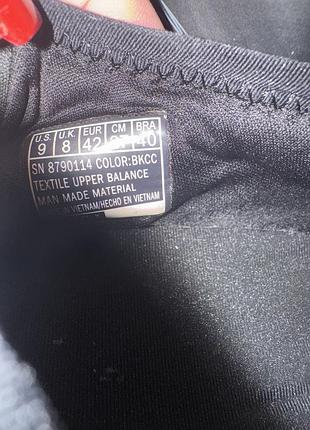 U.S. U.K. EUR CM BRA
9 8 42 27 40
SN 8790114 COLOR:BKCC
TEXTILE UPPER BALANCE
MAN MADE MATERIAL
IN VIETNAM/HECHO EN VIETNAM